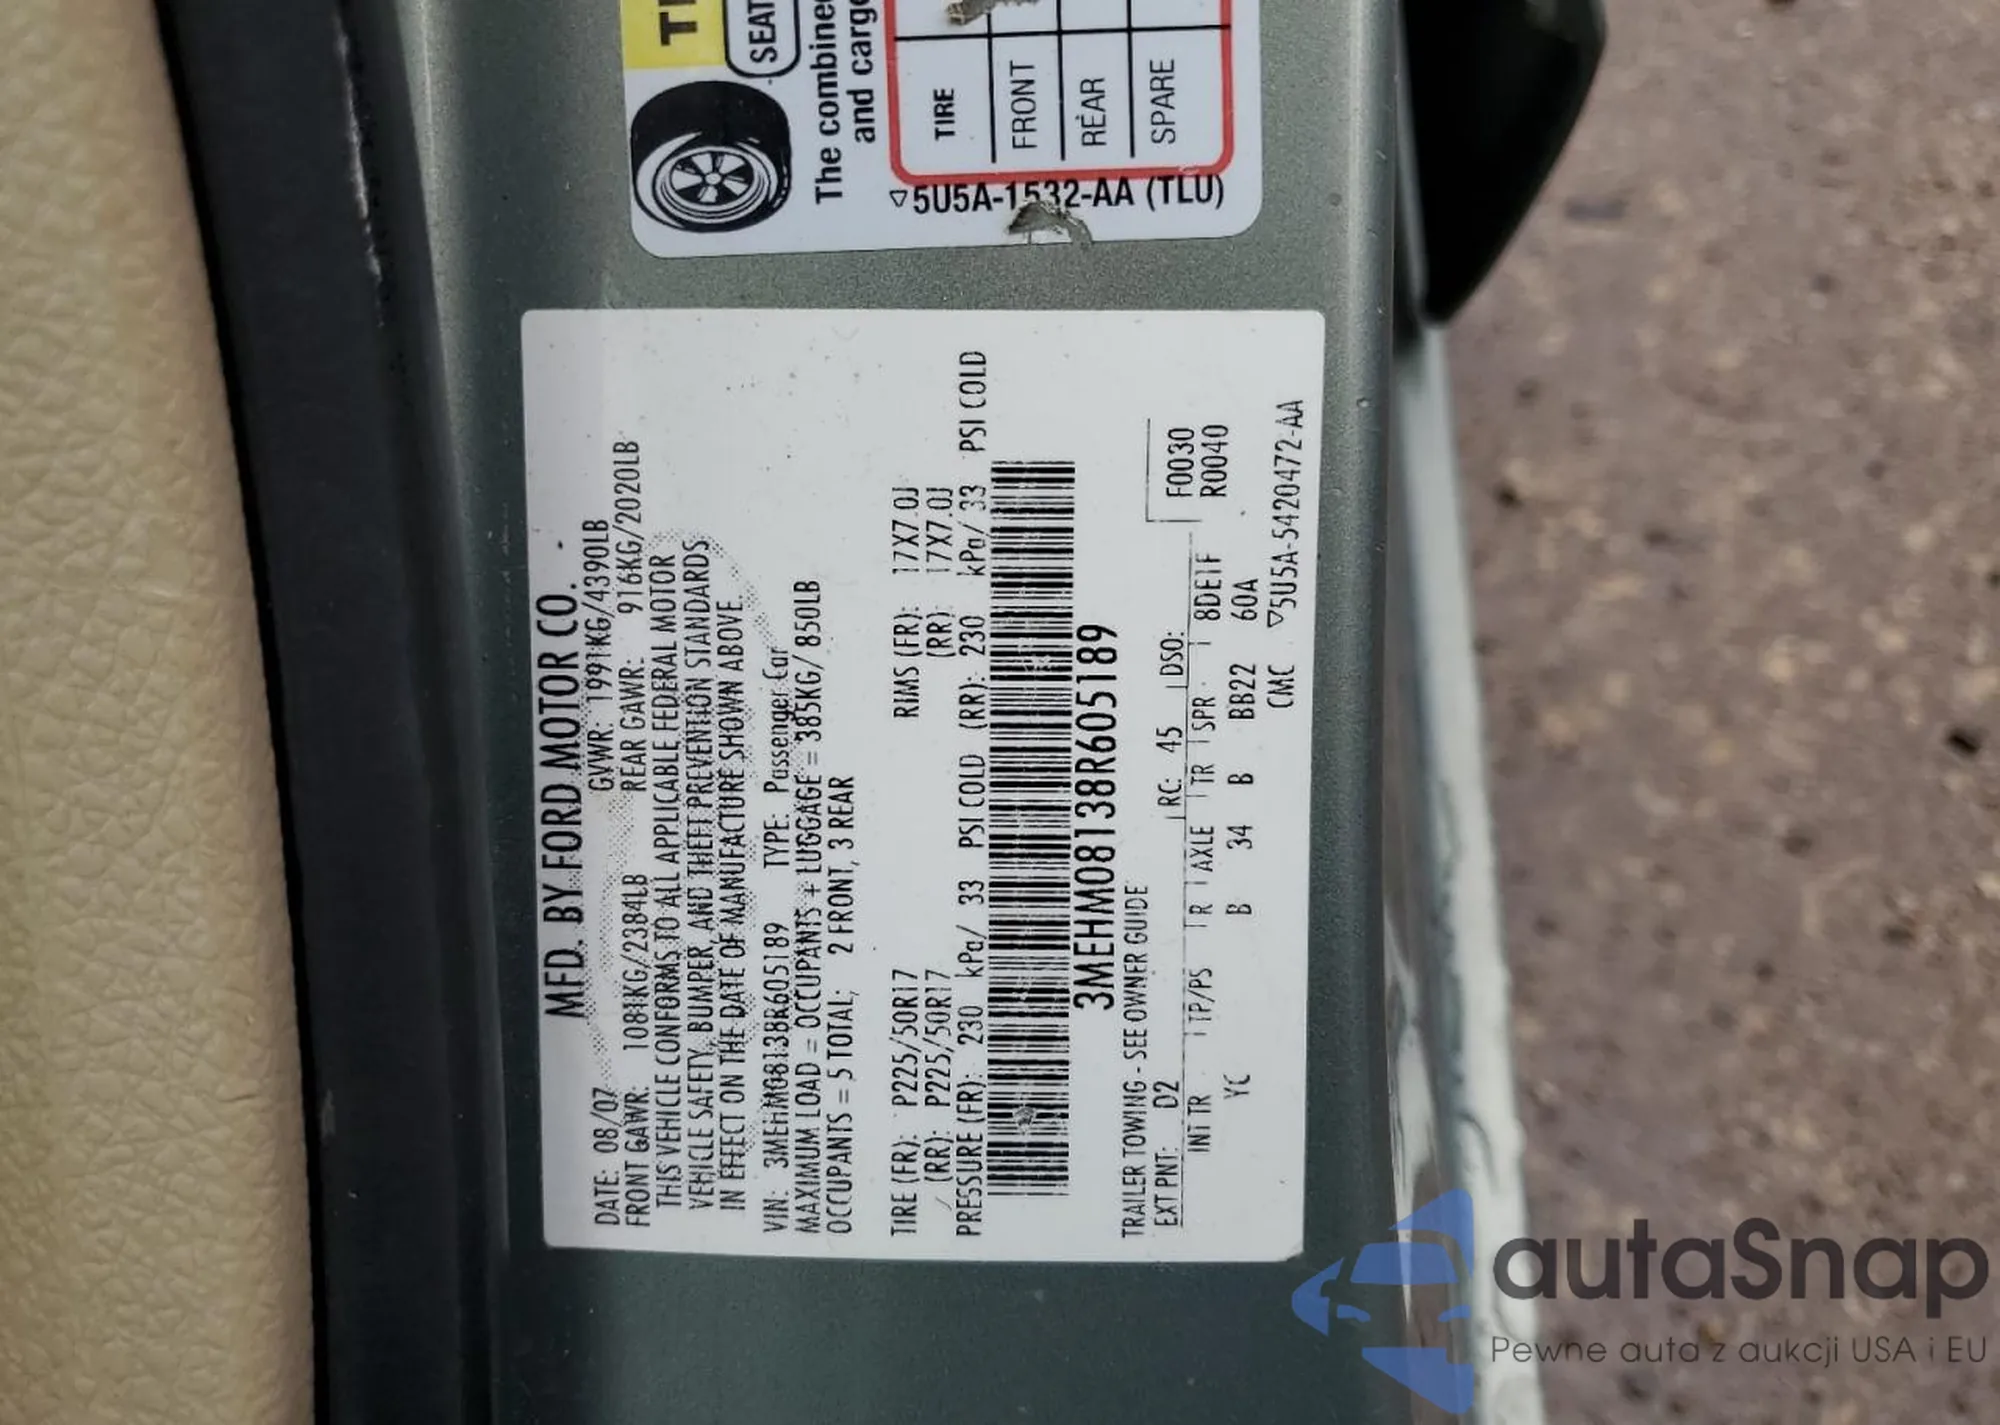 SEAT
The combined
and cargo
TIRE
FRONT
REAR
SPARE
5U5A-1532-AA (TLU)
MFD. BY FORD MOTOR CO.
DATE: 08/07 GVWR: 1991KG/4390LB
FRONT GAWR: 1081KG/2384LB REAR GAWR: 916KG/2020LB
THIS VEHICLE CONFORMS TO ALL APPLICABLE FEDERAL MOTOR
VEHICLE SAFETY, BUMPER, AND THEFT PREVENTION STANDARDS
IN EFFECT ON THE DATE OF MANUFACTURE SHOWN ABOVE.
VIN: 3MEHM08138R605189 TYPE: Passenger Car
MAXIMUM LOAD = OCCUPANTS + LUGGAGE = 385KG/ 850LB
OCCUPANTS = 5 TOTAL; 2 FRONT, 3 REAR
TIRE (FR): P225/50R17 RIMS (FR): 17X7.0J
(RR): P225/50R17 (RR): 17X7.0J
PRESSURE (FR): 230 kPa/ 33 PSI COLD (RR): 230 kPa/ 33 PSI COLD
3MEHM08138R605189
TRAILER TOWING - SEE OWNER GUIDE
EXT PNT: D2 RC: 45 DSO: F0030
INT TR TP/PS R AXLE TR SPR 8DE1F R0040
YC B 34 B BB22 60A
CMC ▽5U5A-5420472-AA
autaSnap
Pewne auta z aukcji USA i EU